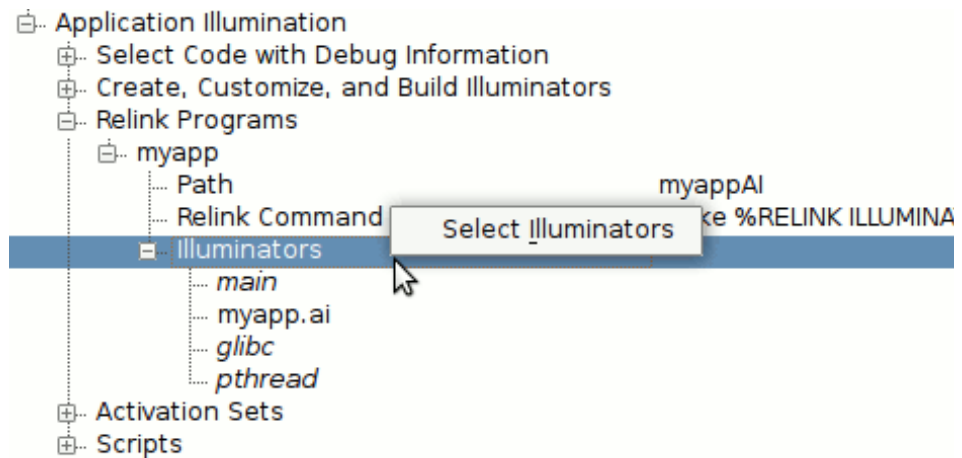 Application Illumination
Select Code with Debug Information
Create, Customize, and Build Illuminators
Relink Programs
myapp
Path myappAI
Relink Command %RELINK
Select Illuminators
Illuminators
main
myapp.ai
glibc
pthread
Activation Sets
Scripts